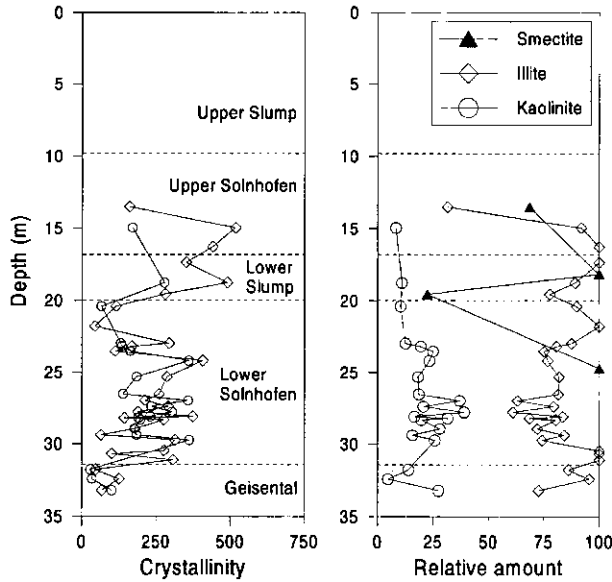 0
5
10
15
20
25
30
35
Depth (m)
Upper Slump
Upper Solnhofen
Lower
Slump
Lower
Solnhofen
Geisental
0
250
500
750
Crystallinity
0
5
10
15
20
25
30
35
Smectite
Illite
Kaolinite
0
25
50
75
100
Relative amount